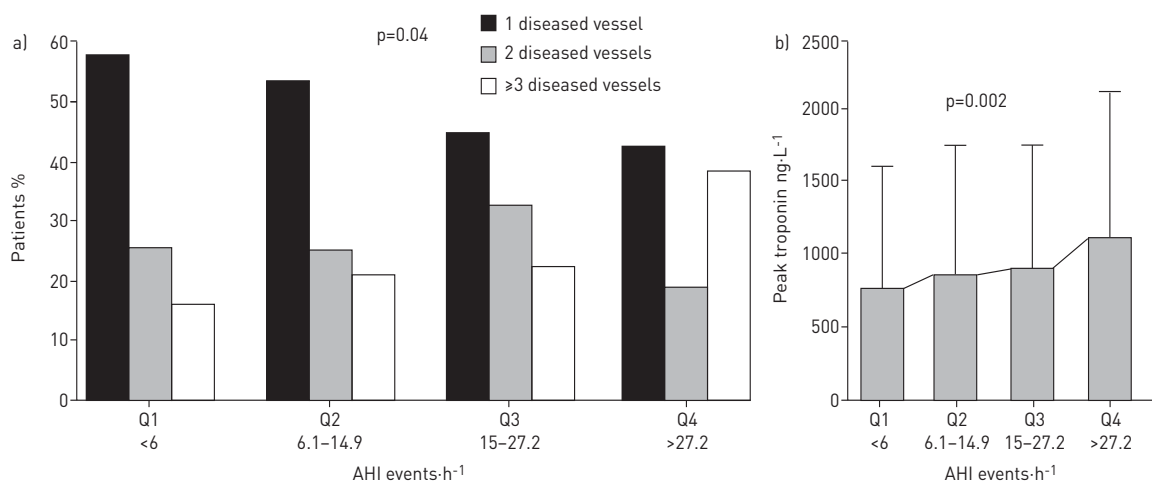 a)
p=0.04
1 diseased vessel
2 diseased vessels
≥3 diseased vessels
Patients %
60
50
40
30
20
10
0
Q1 Q2 Q3 Q4
<6 6.1–14.9 15–27.2 >27.2
AHI events·h-1
b)
p=0.002
Peak troponin ng·L-1
2500
2000
1500
1000
500
0
Q1 Q2 Q3 Q4
<6 6.1–14.9 15–27.2 >27.2
AHI events·h-1